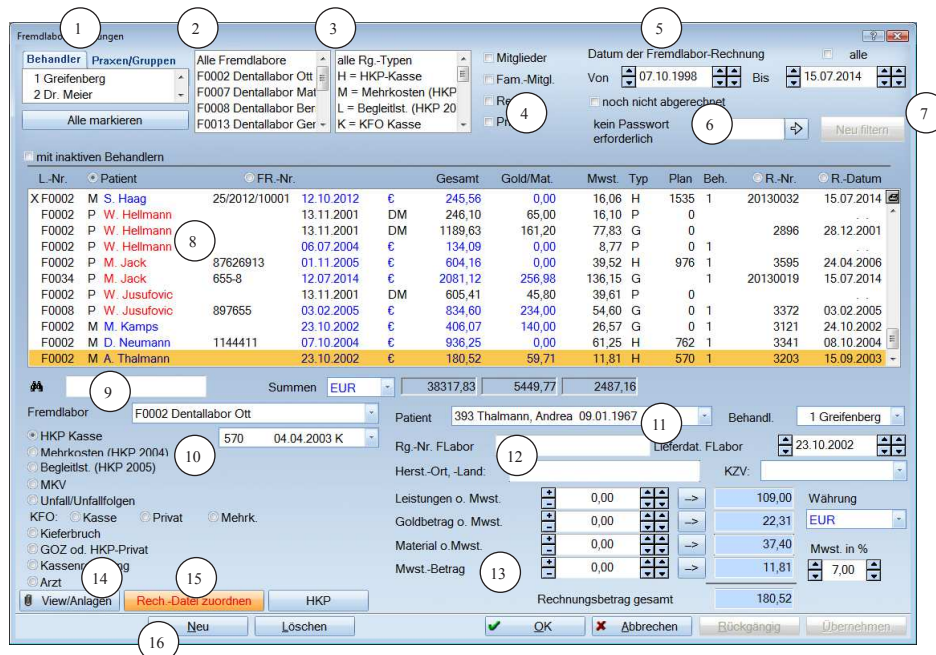 Fremdlabo ungen
1 2 3 5
Behandler Praxen/Gruppen
1 Greifenberg
2 Dr. Meier
Alle markieren
mit inaktiven Behandlern
Alle Fremdlabore
F0002 Dentallabor Ott
F0007 Dentallabor Mat
F0008 Dentallabor Ber
F0013 Dentallabor Ger
alle Rg.-Typen
H = HKP-Kasse
M = Mehrkosten (HKP
L = Begleitlst. (HKP 20
K = KFO Kasse
Mitglieder
Fam.-Mitgl.
Re
Pr 4
Datum der Fremdlabor-Rechnung alle
Von 07.10.1998 Bis 15.07.2014
noch nicht abgerechnet
kein Passwort erforderlich 6 Neu filtern 7
L.-Nr. Patient FR.-Nr. Gesamt Gold/Mat. Mwst. Typ Plan Beh. R.-Nr. R.-Datum
X F0002 M S. Haag 25/2012/10001 12.10.2012 € 245,56 0,00 16,06 H 1535 1 20130032 15.07.2014
F0002 P W. Hellmann 13.11.2001 DM 246,10 65,00 16,10 P 0 . .
F0002 P W. Hellmann 13.11.2001 DM 1189,63 161,20 77,83 G 0 2896 28.12.2001
F0002 P W. Hellmann 8 06.07.2004 € 134,09 0,00 8,77 P 0 1 . .
F0002 P M. Jack 87626913 01.11.2005 € 604,16 0,00 39,52 H 976 1 3595 24.04.2006
F0034 P M. Jack 655-8 12.07.2014 € 2081,12 256,98 136,15 G 1 20130019 15.07.2014
F0002 P W. Jusufovic 13.11.2001 DM 605,41 45,80 39,61 P 0 . .
F0008 P W. Jusufovic 897655 03.02.2005 € 834,60 234,00 54,60 G 0 1 3372 03.02.2005
F0002 M M. Kamps 23.10.2002 € 406,07 140,00 26,57 G 0 1 3121 24.10.2002
F0002 M D. Neumann 1144411 07.10.2004 € 936,25 0,00 61,25 H 762 1 3341 08.10.2004
F0002 M A. Thalmann 23.10.2002 € 180,52 59,71 11,81 H 570 1 3203 15.09.2003
9 Summen EUR 38317,83 5449,77 2487,16
Fremdlabor F0002 Dentallabor Ott
HKP Kasse 570 04.04.2003 K
Mehrkosten (HKP 2004) 10
Begleitlst. (HKP 2005)
MKV
Unfall/Unfallfolgen
KFO: Kasse Privat Mehrk.
Kieferbruch
GOZ od. HKP-Privat
Kassen
Arzt
14 15
View/Anlagen Rech.-Datei zuordnen HKP
Patient 393 Thalmann, Andrea 09.01.1967 11 Behandl. 1 Greifenberg
Rg.-Nr. FLabor 12 Lieferdat. FLabor 23.10.2002
Herst.-Ort, -Land: KZV:
Leistungen o. Mwst. + - 0,00 --> 109,00 Währung
Goldbetrag o. Mwst. + - 0,00 --> 22,31 EUR
Material o.Mwst. + - 0,00 --> 37,40 Mwst. in %
Mwst.-Betrag 13 + - 0,00 --> 11,81 7,00
Rechnungsbetrag gesamt 180,52
16 Neu Löschen OK Abbrechen Rückgängig Übernehmen